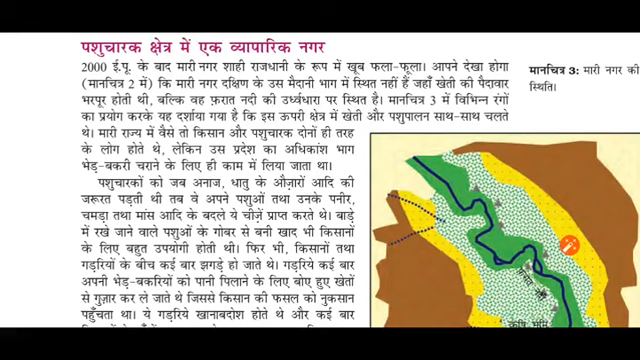 पशुचारक क्षेत्र में एक व्यापारिक नगर
2000 ई.पू. के बाद मारी नगर शाही राजधानी के रूप में खूब फला-फूला। आपने देखा होगा
(मानचित्र 2 में) कि मारी नगर दक्षिण के उस मैदानी भाग में स्थित नहीं हैं जहाँ खेती की पैदावार
भरपूर होती थी, बल्कि वह फ़रात नदी की उर्ध्वधारा पर स्थित है। मानचित्र 3 में विभिन्न रंगों
का प्रयोग करके यह दर्शाया गया है कि इस ऊपरी क्षेत्र में खेती और पशुपालन साथ-साथ चलते
थे। मारी राज्य में वैसे तो किसान और पशुचारक दोनों ही तरह
के लोग होते थे, लेकिन उस प्रदेश का अधिकांश भाग
भेड़-बकरी चराने के लिए ही काम में लिया जाता था।
पशुचारकों को जब अनाज, धातु के औज़ारों आदि की
जरूरत पड़ती थी तब वे अपने पशुओं तथा उनके पनीर,
चमड़ा तथा मांस आदि के बदले ये चीज़ें प्राप्त करते थे। बाड़े
में रखे जाने वाले पशुओं के गोबर से बनी खाद भी किसानों
के लिए बहुत उपयोगी होती थी। फिर भी, किसानों तथा
गडरियों के बीच कई बार झगड़े हो जाते थे। गडरिये कई बार
अपनी भेड़-बकरियों को पानी पिलाने के लिए बोए हुए खेतों
से गुज़ार कर ले जाते थे जिससे किसान की फसल को नुकसान
पहुँचता था। ये गडरिये खानाबदोश होते थे और कई बार
मानचित्र 3: मारी नगर की
स्थिति।
कृषि भूमि